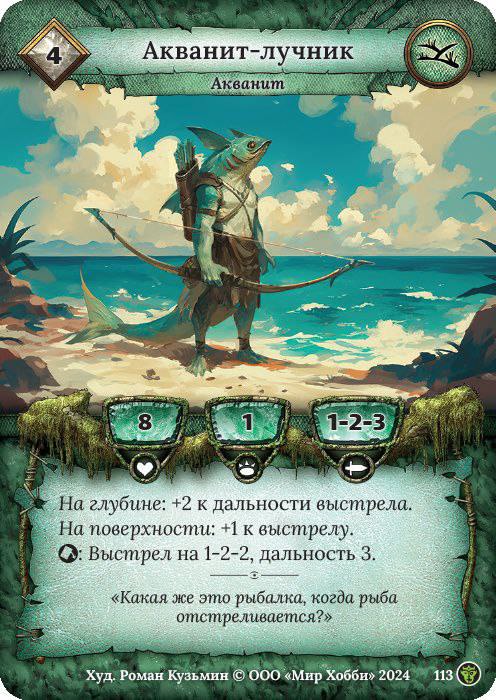 4
Акванит-лучник
Акванит
8
1
1-2-3
На глубине: +2 к дальности выстрела.
На поверхности: +1 к выстрелу.
: Выстрел на 1-2-2, дальность 3.
«Какая же это рыбалка, когда рыба
отстреливается?»
Худ. Роман Кузьмин © ООО «Мир Хобби» 2024 113